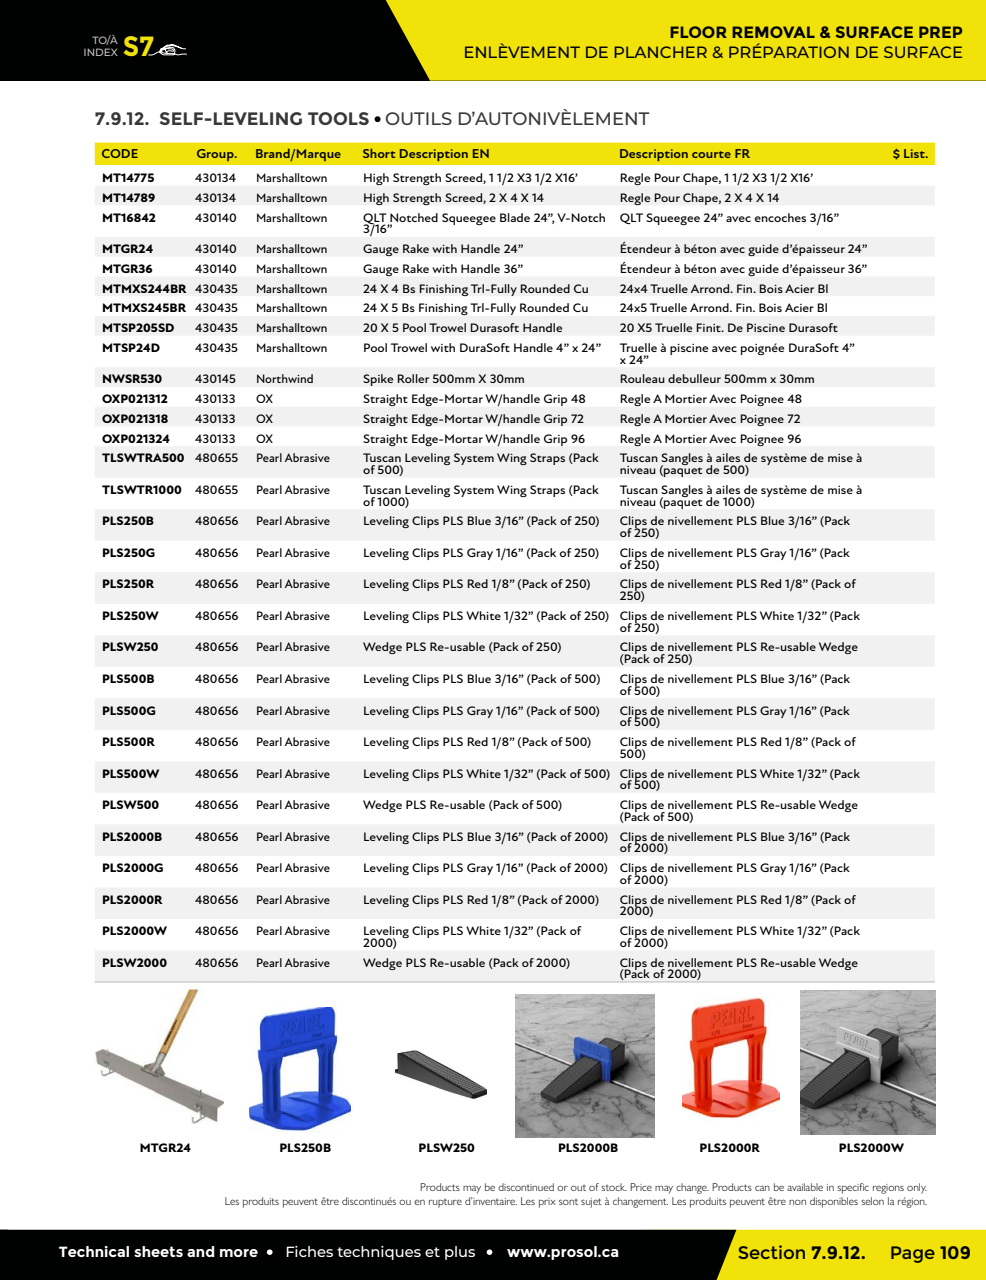 TO/À
INDEX S7
FLOOR REMOVAL & SURFACE PREP
ENLÈVEMENT DE PLANCHER & PRÉPARATION DE SURFACE
7.9.12. SELF-LEVELING TOOLS • OUTILS D’AUTONIVÈLEMENT
CODE Group. Brand/Marque Short Description EN Description courte FR $ List.
MT14775 430134 Marshalltown High Strength Screed, 1 1/2 X3 1/2 X16’ Regle Pour Chape, 1 1/2 X3 1/2 X16’
MT14789 430134 Marshalltown High Strength Screed, 2 X 4 X 14 Regle Pour Chape, 2 X 4 X 14
MT16842 430140 Marshalltown QLT Notched Squeegee Blade 24”, V-Notch QLT Squeegee 24” avec encoches 3/16”
3/16”
MTGR24 430140 Marshalltown Gauge Rake with Handle 24” Étendeur à béton avec guide d’épaisseur 24”
MTGR36 430140 Marshalltown Gauge Rake with Handle 36” Étendeur à béton avec guide d’épaisseur 36”
MTMXS244BR 430435 Marshalltown 24 X 4 Bs Finishing Trl-Fully Rounded Cu 24x4 Truelle Arrond. Fin. Bois Acier Bl
MTMXS245BR 430435 Marshalltown 24 X 5 Bs Finishing Trl-Fully Rounded Cu 24x5 Truelle Arrond. Fin. Bois Acier Bl
MTSP205SD 430435 Marshalltown 20 X 5 Pool Trowel Durasoft Handle 20 X5 Truelle Finit. De Piscine Durasoft
MTSP24D 430435 Marshalltown Pool Trowel with DuraSoft Handle 4” x 24” Truelle à piscine avec poignée DuraSoft 4”
x 24”
NWSR530 430145 Northwind Spike Roller 500mm X 30mm Rouleau debulleur 500mm x 30mm
OXP021312 430133 OX Straight Edge-Mortar W/handle Grip 48 Regle A Mortier Avec Poignee 48
OXP021318 430133 OX Straight Edge-Mortar W/handle Grip 72 Regle A Mortier Avec Poignee 72
OXP021324 430133 OX Straight Edge-Mortar W/handle Grip 96 Regle A Mortier Avec Poignee 96
TLSWTRA500 480655 Pearl Abrasive Tuscan Leveling System Wing Straps (Pack Tuscan Sangles à ailes de système de mise à
of 500) niveau (paquet de 500)
TLSWTR1000 480655 Pearl Abrasive Tuscan Leveling System Wing Straps (Pack Tuscan Sangles à ailes de système de mise à
of 1000) niveau (paquet de 1000)
PLS250B 480656 Pearl Abrasive Leveling Clips PLS Blue 3/16” (Pack of 250) Clips de nivellement PLS Blue 3/16” (Pack
of 250)
PLS250G 480656 Pearl Abrasive Leveling Clips PLS Gray 1/16” (Pack of 250) Clips de nivellement PLS Gray 1/16” (Pack
of 250)
PLS250R 480656 Pearl Abrasive Leveling Clips PLS Red 1/8” (Pack of 250) Clips de nivellement PLS Red 1/8” (Pack of
250)
PLS250W 480656 Pearl Abrasive Leveling Clips PLS White 1/32” (Pack of 250) Clips de nivellement PLS White 1/32” (Pack
of 250)
PLSW250 480656 Pearl Abrasive Wedge PLS Re-usable (Pack of 250) Clips de nivellement PLS Re-usable Wedge
(Pack of 250)
PLS500B 480656 Pearl Abrasive Leveling Clips PLS Blue 3/16” (Pack of 500) Clips de nivellement PLS Blue 3/16” (Pack
of 500)
PLS500G 480656 Pearl Abrasive Leveling Clips PLS Gray 1/16” (Pack of 500) Clips de nivellement PLS Gray 1/16” (Pack
of 500)
PLS500R 480656 Pearl Abrasive Leveling Clips PLS Red 1/8” (Pack of 500) Clips de nivellement PLS Red 1/8” (Pack of
500)
PLS500W 480656 Pearl Abrasive Leveling Clips PLS White 1/32” (Pack of 500) Clips de nivellement PLS White 1/32” (Pack
of 500)
PLSW500 480656 Pearl Abrasive Wedge PLS Re-usable (Pack of 500) Clips de nivellement PLS Re-usable Wedge
(Pack of 500)
PLS2000B 480656 Pearl Abrasive Leveling Clips PLS Blue 3/16” (Pack of 2000) Clips de nivellement PLS Blue 3/16” (Pack
of 2000)
PLS2000G 480656 Pearl Abrasive Leveling Clips PLS Gray 1/16” (Pack of 2000) Clips de nivellement PLS Gray 1/16” (Pack
of 2000)
PLS2000R 480656 Pearl Abrasive Leveling Clips PLS Red 1/8” (Pack of 2000) Clips de nivellement PLS Red 1/8” (Pack of
2000)
PLS2000W 480656 Pearl Abrasive Leveling Clips PLS White 1/32” (Pack of Clips de nivellement PLS White 1/32” (Pack
2000) of 2000)
PLSW2000 480656 Pearl Abrasive Wedge PLS Re-usable (Pack of 2000) Clips de nivellement PLS Re-usable Wedge
(Pack of 2000)
PEARL PEARL PEARL PEARL
MTGR24 PLS250B PLSW250 PLS2000B PLS2000R PLS2000W
Products may be discontinued or out of stock. Price may change. Products can be available in specific regions only.
Les produits peuvent être discontinués ou en rupture d’inventaire. Les prix sont sujet à changement. Les produits peuvent être non disponibles selon la région.
Technical sheets and more • Fiches techniques et plus • www.prosol.ca
Section 7.9.12. Page 109